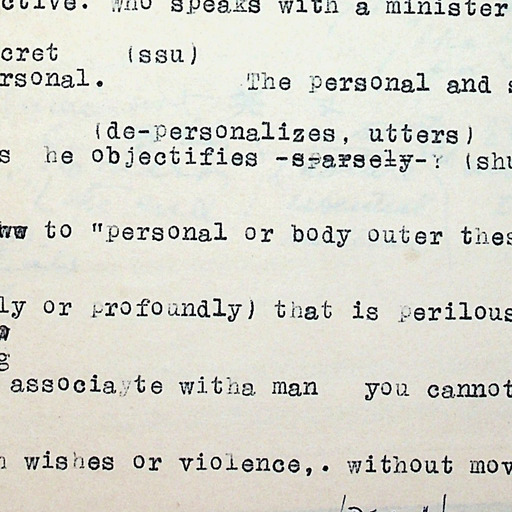 ctive. who speaks with a minister
cret (ssu)
rsonal. The personal and s
(de-personalizes, utters)
s he objectifies -sparsely-? (shu
to "personal or body outer thes
ly or profoundly) that is perilous
g
associayte witha man you cannot
n wishes or violence,. without mov